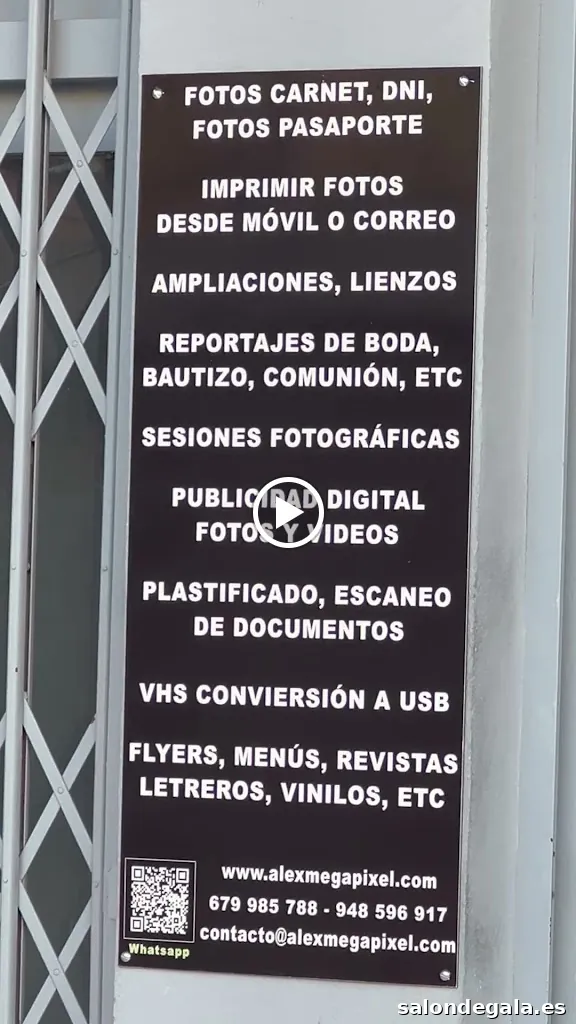 FOTOS CARNET, DNI,
FOTOS PASAPORTE
IMPRIMIR FOTOS
DESDE MÓVIL O CORREO
AMPLIACIONES, LIENZOS
REPORTAJES DE BODA,
BAUTIZO, COMUNIÓN, ETC
SESIONES FOTOGRÁFICAS
PUBLICIDAD DIGITAL
FOTOS Y VIDEOS
PLASTIFICADO, ESCANEO
DE DOCUMENTOS
VHS CONVIERSIÓN A USB
FLYERS, MENÚS, REVISTAS
LETREROS, VINILOS, ETC
www.alexmegapixel.com
679 985 788 - 948 596 917
contacto@alexmegapixel.com
Whatsapp
salondegala.es